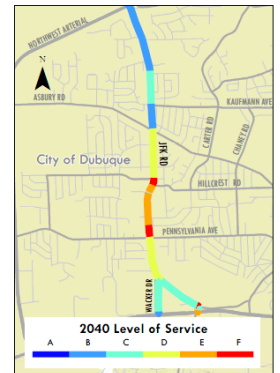 NORTHWEST ARTERIAL
N
ASBURY RD
KAUFMANN AVE
JFK RD
CARTER RD
CHANEY RD
City of Dubuque
HILLCREST RD
PENNSYLVANIA AVE
WACKER DR
2040 Level of Service
A B C D E F